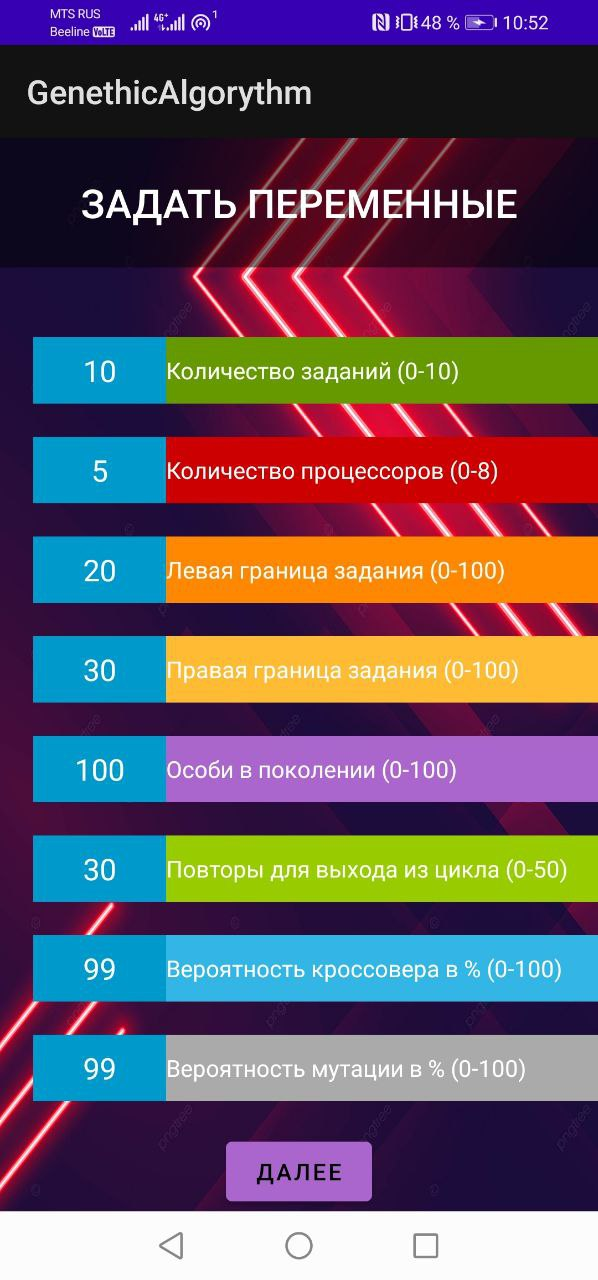 MTS RUS
Beeline VoLTE
4G+
1
48 % 10:52
GenethicAlgorythm
ЗАДАТЬ ПЕРЕМЕННЫЕ
10 Количество заданий (0-10)
5 Количество процессоров (0-8)
20 Левая граница задания (0-100)
30 Правая граница задания (0-100)
100 Особи в поколении (0-100)
30 Повторы для выхода из цикла (0-50)
99 Вероятность кроссовера в % (0-100)
99 Вероятность мутации в % (0-100)
ДАЛЕЕ
pngtree